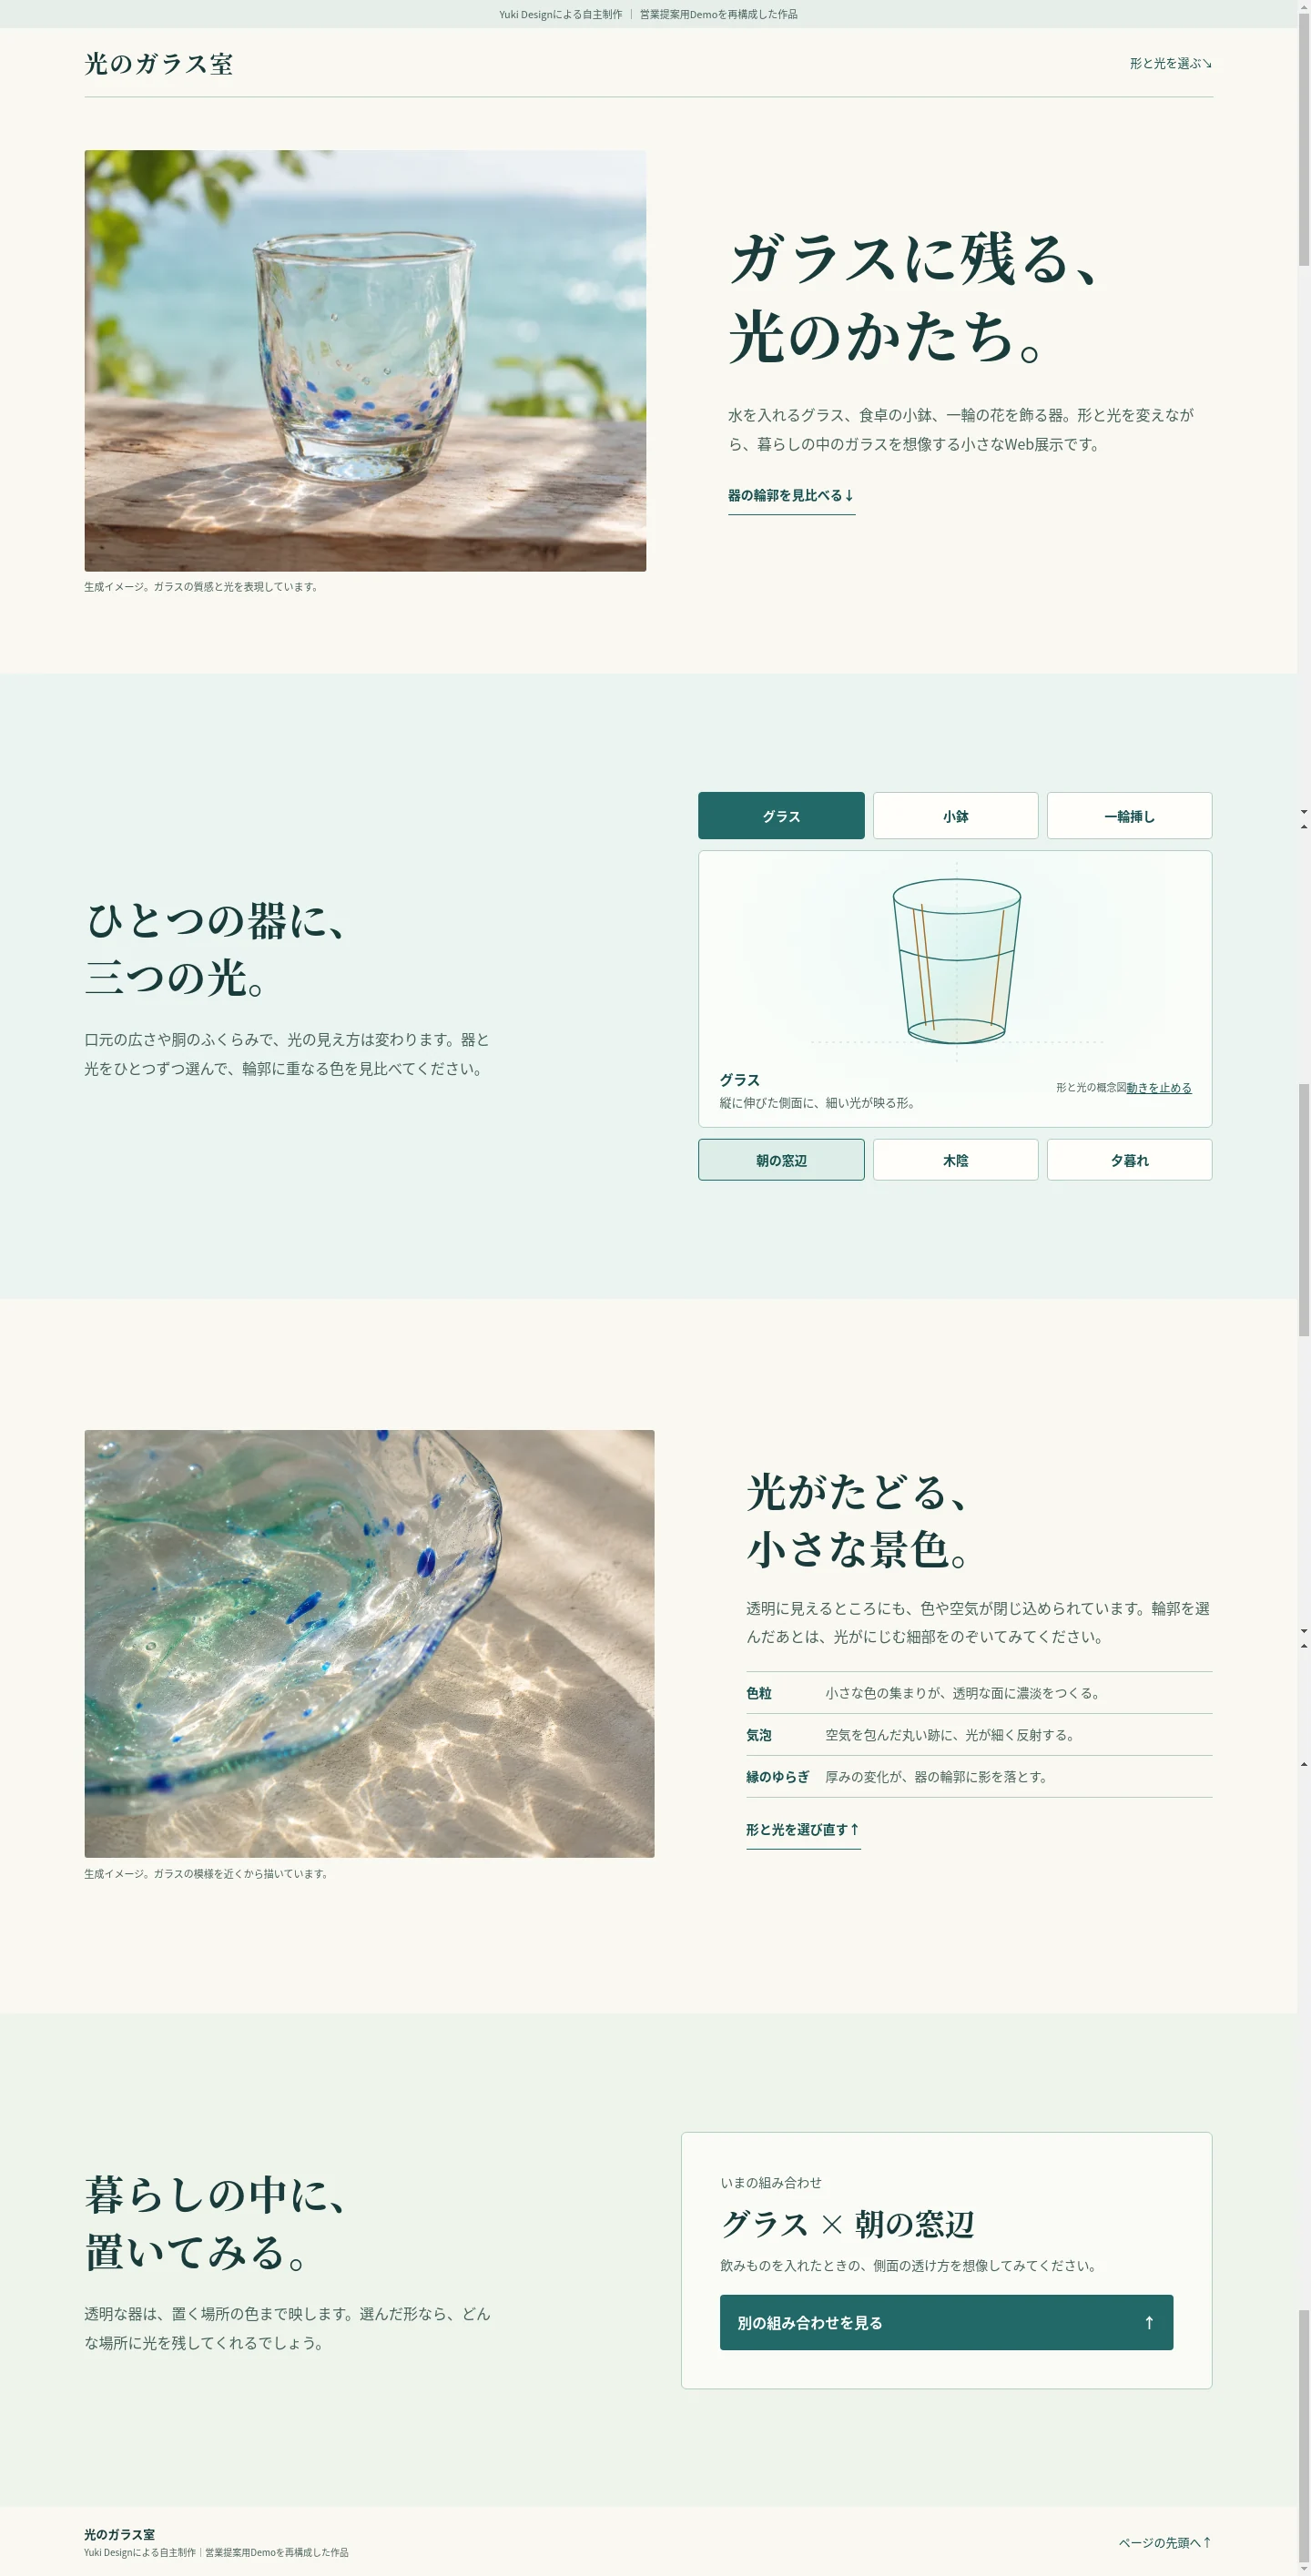 Yuki Designによる自主制作 ｜ 営業提案用Demoを再構成した作品
光のガラス室
形と光を選ぶ↘
ガラスに残る、
光のかたち。
水を入れるグラス、食卓の小鉢、一輪の花を飾る器。形と光を変えなが
ら、暮らしの中のガラスを想像する小さなWeb展示です。
器の輪郭を見比べる↓
生成イメージ。ガラスの質感と光を表現しています。
グラス
小鉢
一輪挿し
ひとつの器に、
三つの光。
口元の広さや胴のふくらみで、光の見え方は変わります。器と
光をひとつずつ選んで、輪郭に重なる色を見比べてください。
グラス
縦に伸びた側面に、細い光が映る形。
形と光の概念図動きを止める
朝の窓辺
木陰
夕暮れ
光がたどる、
小さな景色。
透明に見えるところにも、色や空気が閉じ込められています。輪郭を選
んだあとは、光がにじむ細部をのぞいてみてください。
色粒 小さな色の集まりが、透明な面に濃淡をつくる。
気泡 空気を包んだ丸い跡に、光が細く反射する。
縁のゆらぎ 厚みの変化が、器の輪郭に影を落とす。
形と光を選び直す↑
生成イメージ。ガラスの模様を近くから描いています。
暮らしの中に、
置いてみる。
透明な器は、置く場所の色まで映します。選んだ形なら、どん
な場所に光を残してくれるでしょう。
いまの組み合わせ
グラス × 朝の窓辺
飲みものを入れたときの、側面の透け方を想像してみてください。
別の組み合わせを見る ↑
光のガラス室
Yuki Designによる自主制作｜営業提案用Demoを再構成した作品
ページの先頭へ↑